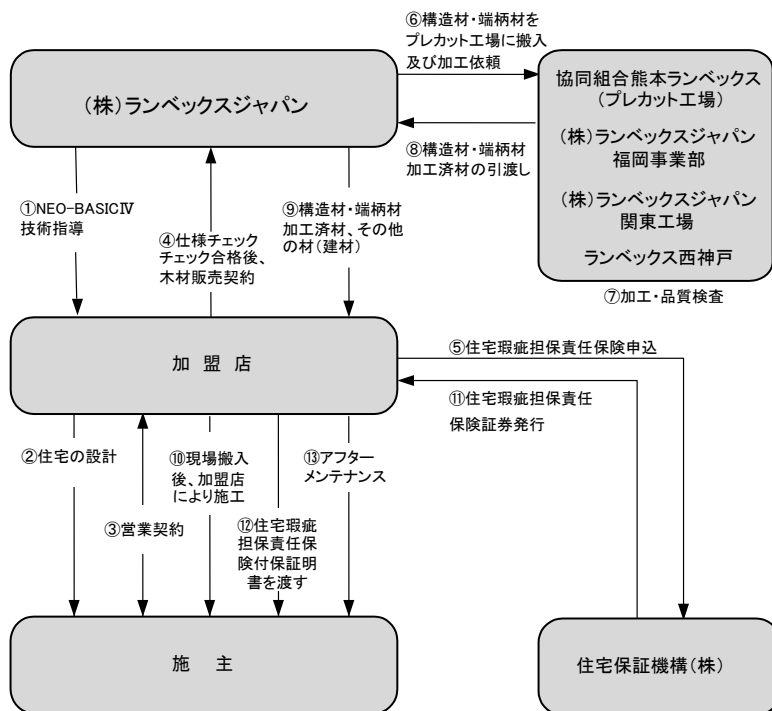 ⑥構造材・端柄材を
プレカット工場に搬入
及び加工依頼
(株)ランベックスジャパン
協同組合熊本ランベックス
(プレカット工場)
(株)ランベックスジャパン
福岡事業部
(株)ランベックスジャパン
関東工場
ランベックス西神戸
⑧構造材・端柄材
加工済材の引渡し
⑦加工・品質検査
①NEO-BASICⅣ
技術指導
④仕様チェック
チェック合格後、
木材販売契約
⑨構造材・端柄材
加工済材、その他
の材(建材)
加 盟 店
⑤住宅瑕疵担保責任保険申込
⑪住宅瑕疵担保責任
保険証券発行
②住宅の設計
③営業契約
⑩現場搬入
後、加盟店
により施工
⑫住宅瑕疵
担保責任保
険付保証明
書を渡す
⑬アフター
メンテナンス
施 主
住宅保証機構(株)